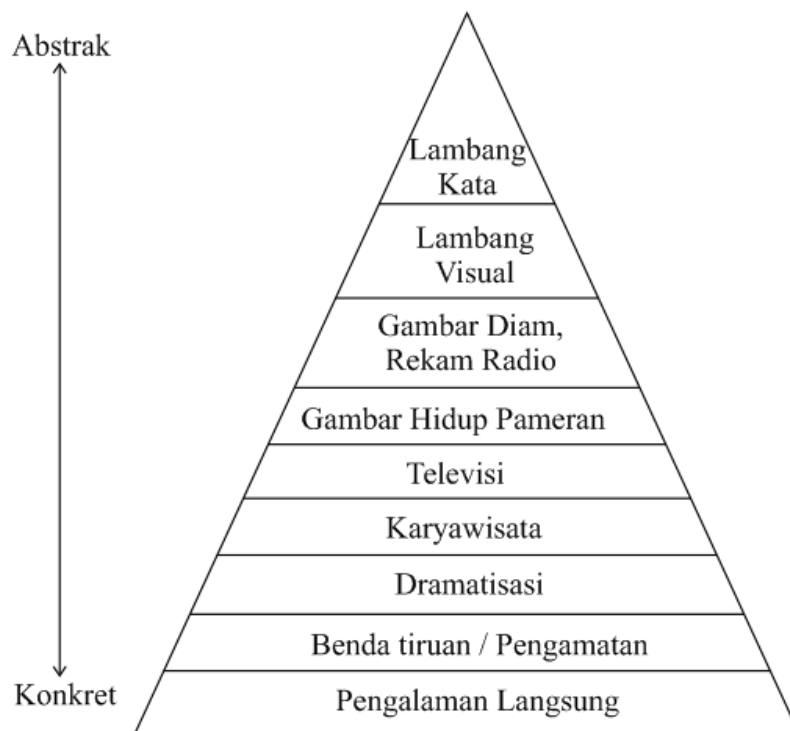 Abstrak
Lambang
Kata
Lambang
Visual
Gambar Diam,
Rekam Radio
Gambar Hidup Pameran
Televisi
Karyawisata
Dramatisasi
Benda tiruan / Pengamatan
Konkret
Pengalaman Langsung